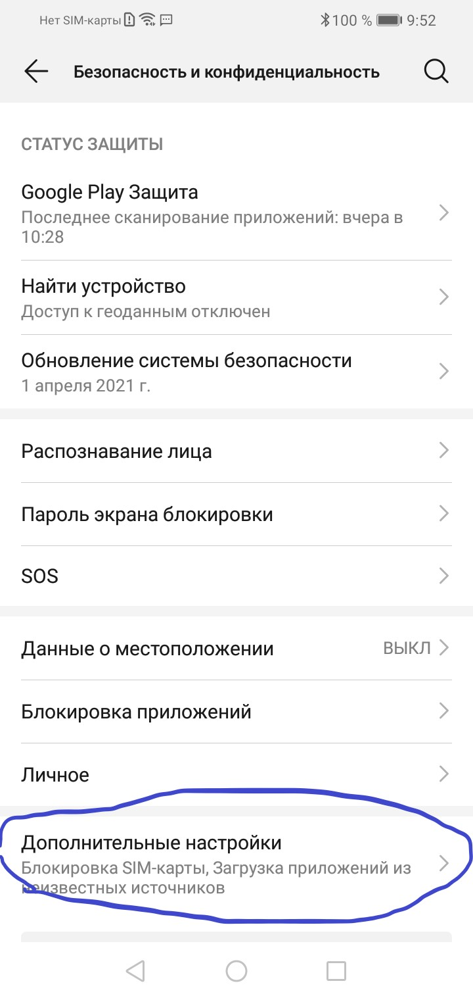 Нет SIM-карты 100 % 9:52
Безопасность и конфиденциальность
СТАТУС ЗАЩИТЫ
Google Play Защита
Последнее сканирование приложений: вчера в
10:28
Найти устройство
Доступ к геоданным отключен
Обновление системы безопасности
1 апреля 2021 г.
Распознавание лица
Пароль экрана блокировки
SOS
Данные о местоположении ВЫКЛ
Блокировка приложений
Личное
Дополнительные настройки
Блокировка SIM-карты, Загрузка приложений из
неизвестных источников